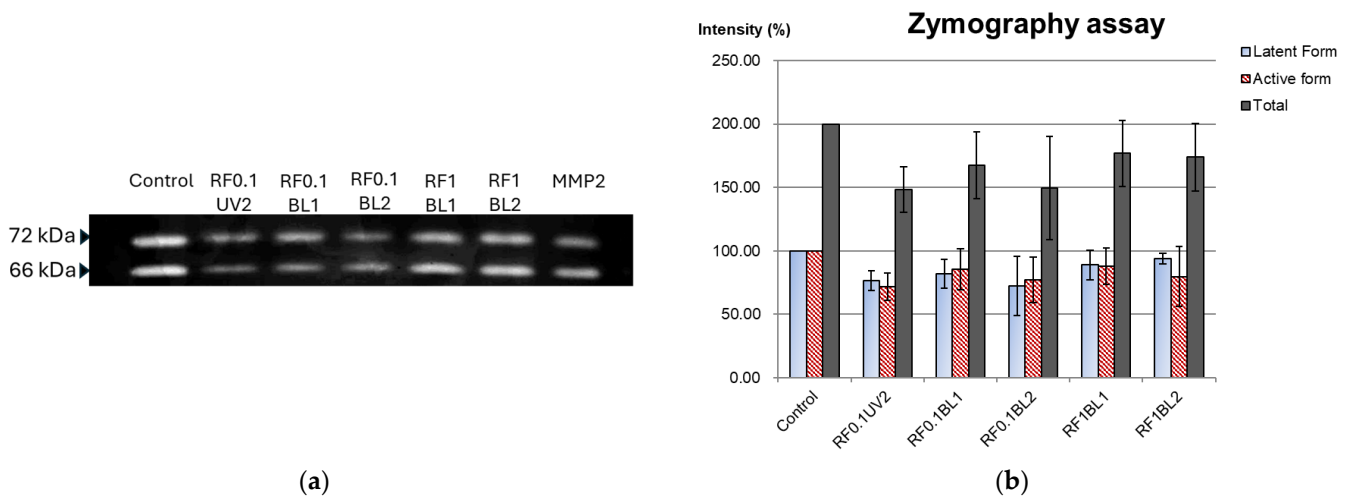 Control
RF0.1
UV2
RF0.1
BL1
RF0.1
BL2
RF1
BL1
RF1
BL2
MMP2
72 kDa
66 kDa
(a)
Zymography assay
Intensity (%)
250.00
200.00
150.00
100.00
50.00
0.00
Control
RF0.1UV2
RF0.1BL1
RF0.1BL2
RF1BL1
RF1BL2
Latent Form
Active form
Total
(b)